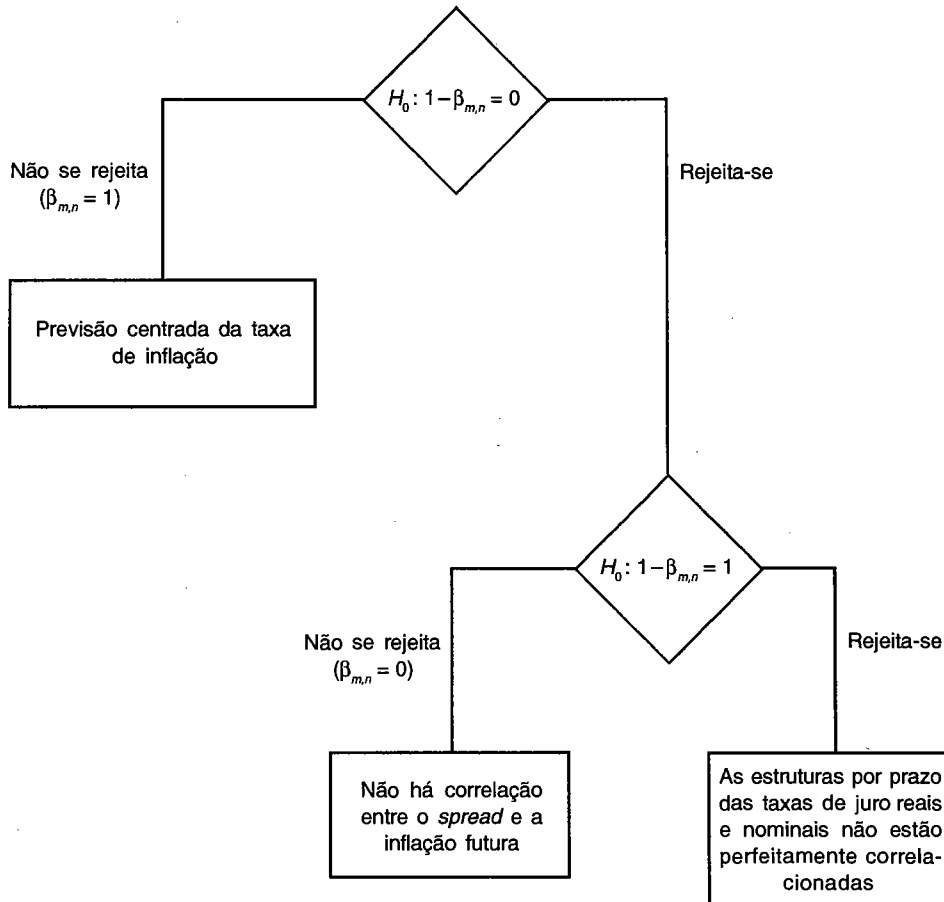 H₀ : 1−βm,n = 0
Não se rejeita
(βm,n = 1)
Rejeita-se
Previsão centrada da taxa
de inflação
H₀ : 1−βm,n = 1
Não se rejeita
(βm,n = 0)
Rejeita-se
Não há correlação
entre o spread e a
inflação futura
As estruturas por prazo
das taxas de juro reais
e nominais não estão
perfeitamente correla-
cionadas